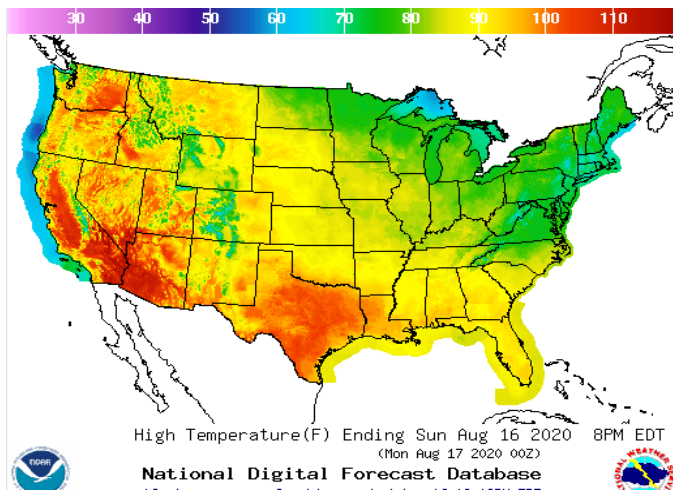 30 40 50 60 70 80 90 100 110
High Temperature(F) Ending Sun Aug 16 2020 8PM EDT
(Mon Aug 17 2020 00Z)
National Digital Forecast Database
NOAA